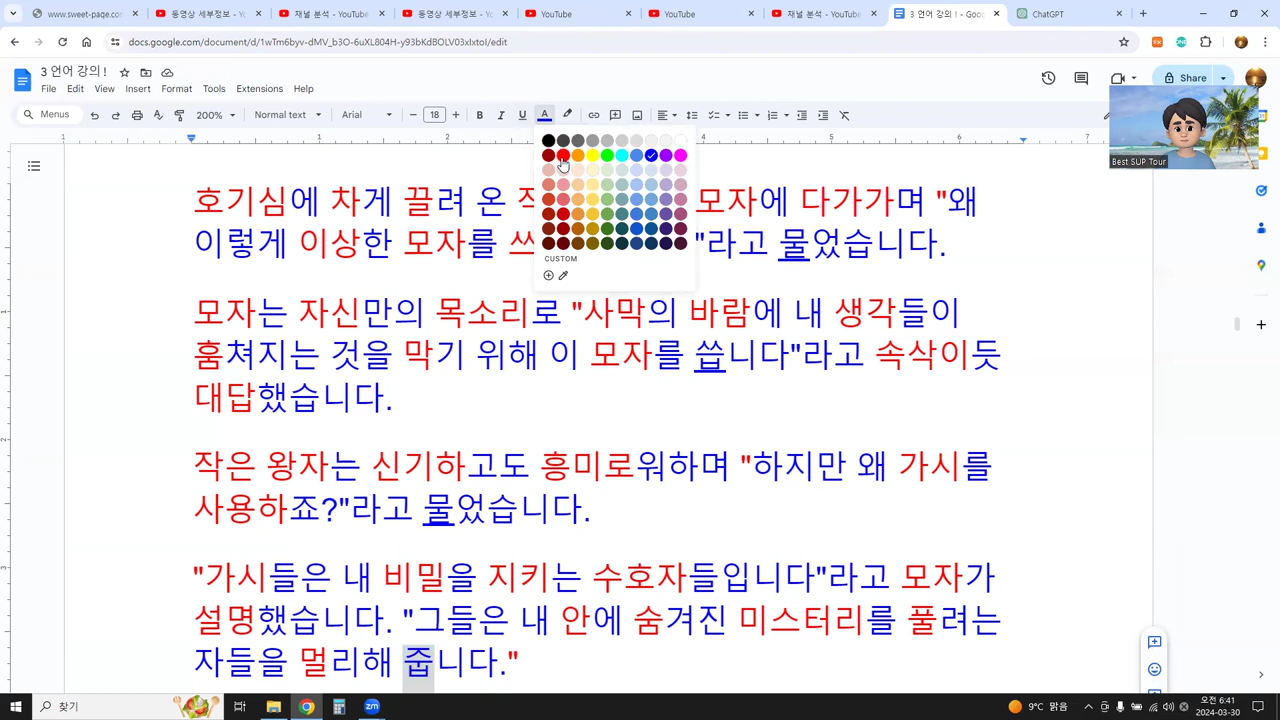 www.sweet-page.co
동영상 세부정보 - Y
채널 분석 - YouTube
동영상 세부정보 - Y
YouTube
YouTube
채널 분석 - YouTube
3 언어 강의 ! - Goo
ChatGPT
docs.google.com/document/d/1wTm6byv-dMV_b3O-6uXL804H-y93bKdBOLV03xIxtoI/edit
3 언어 강의 !
File Edit View Insert Format Tools Extensions Help
Share
Menus 200% Normal text Arial 18 B I U A
1 1 2 4 5 6 7
Best SUP Tour
CUSTOM
호기심에 차게 끌려 온 모자에 다가가며 "왜
이렇게 이상한 모자를 쓰 "라고 물었습니다.
모자는 자신만의 목소리로 "사막의 바람에 내 생각들이
훔쳐지는 것을 막기 위해 이 모자를 씁니다"라고 속삭이듯
대답했습니다.
작은 왕자는 신기하고도 흥미로워하며 "하지만 왜 가시를
사용하죠?"라고 물었습니다.
"가시들은 내 비밀을 지키는 수호자들입니다"라고 모자가
설명했습니다. "그들은 내 안에 숨겨진 미스터리를 풀려는
자들을 멀리해 줍니다."
찾기
9°C 맑음
오전 6:41
2024-03-30